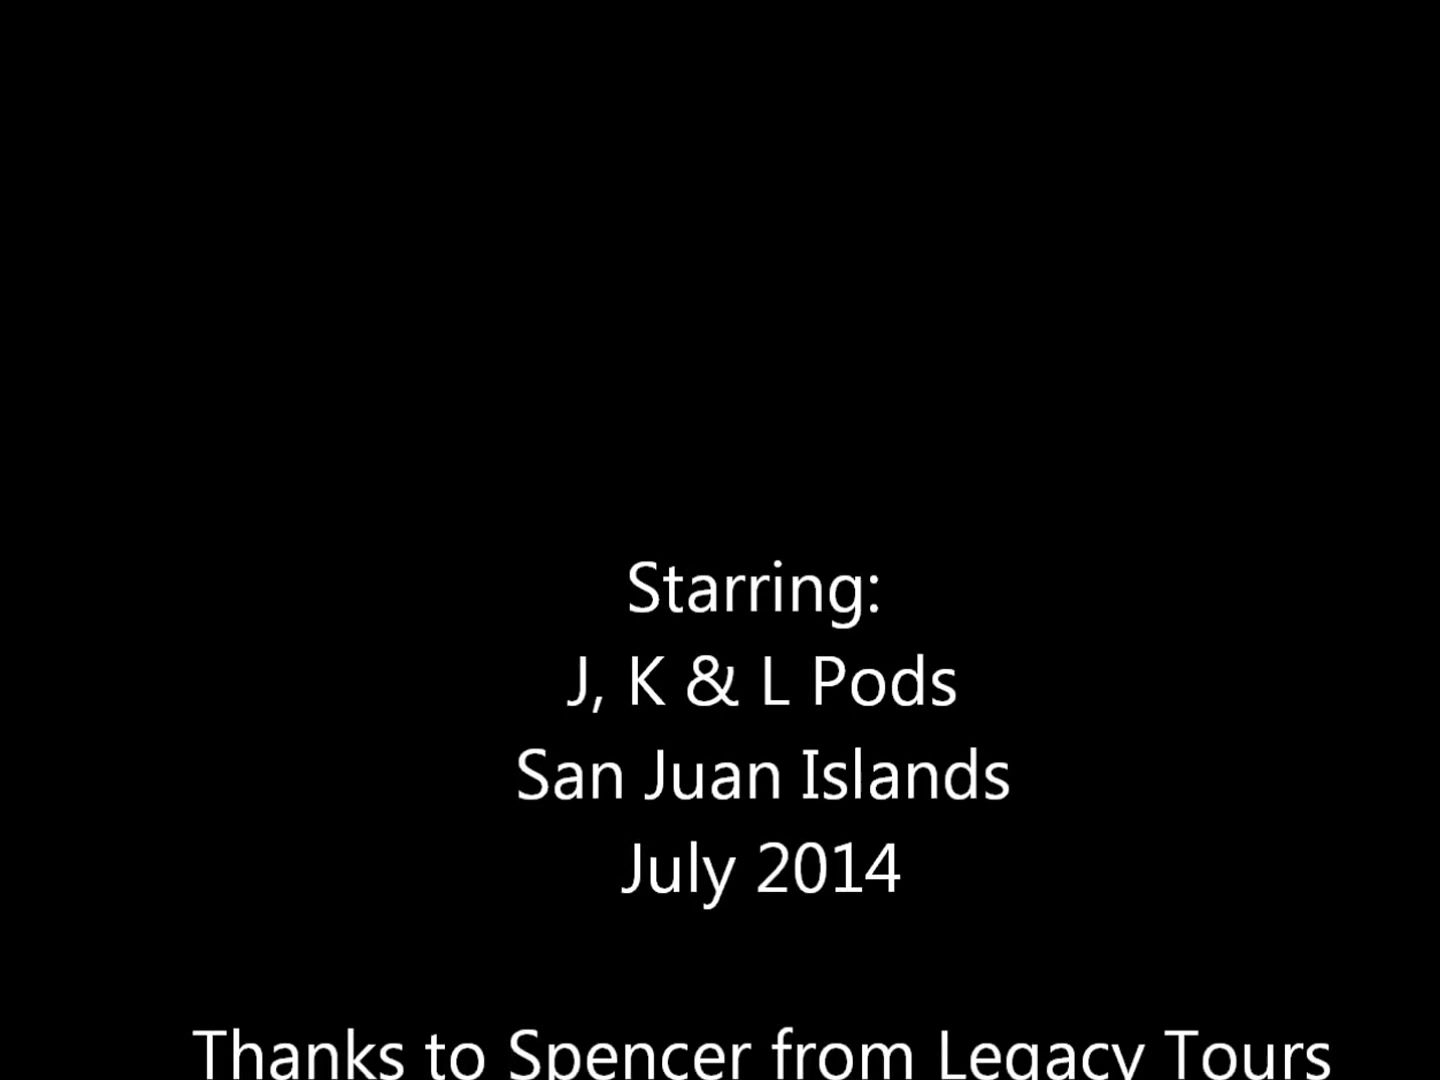 Starring:
J, K & L Pods
San Juan Islands
July 2014
Thanks to Spencer from Legacy Tours